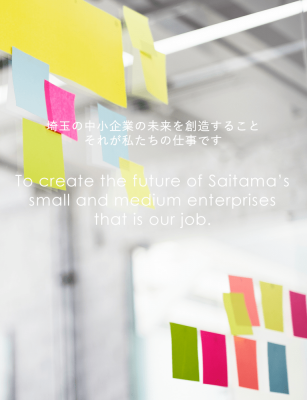 埼玉の中小企業の未来を創造すること
それが私たちの仕事です
To create the future of Saitama's
small and medium enterprises
that is our job.